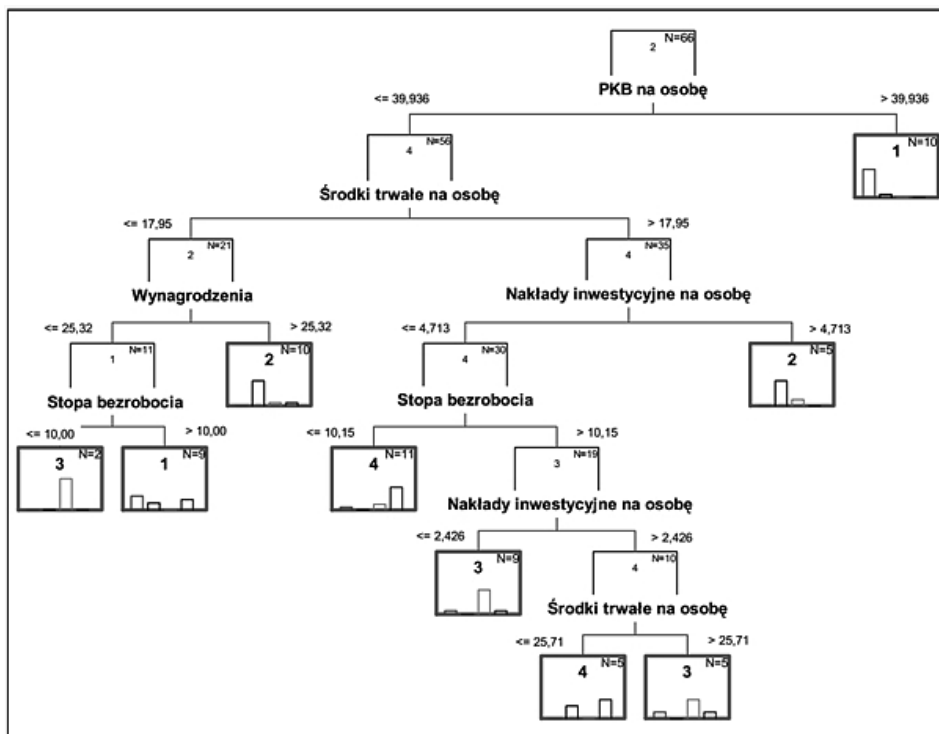 N=66
2
PKB na osobę
<= 39,936 > 39,936
N=56 N=10
4 1
Środki trwałe na osobę
<= 17,95 > 17,95
N=21 N=35
2 4
Wynagrodzenia Nakłady inwestycyjne na osobę
<= 25,32 > 25,32 <= 4,713 > 4,713
N=11 N=10 N=30 N=5
1 2 4 2
Stopa bezrobocia Stopa bezrobocia
<= 10,00 > 10,00 <= 10,15 > 10,15
N=2 N=9 N=11 N=19
3 1 4 3
Nakłady inwestycyjne na osobę
<= 2,426 > 2,426
N=9 N=10
3 4
Środki trwałe na osobę
<= 25,71 > 25,71
N=5 N=5
4 3